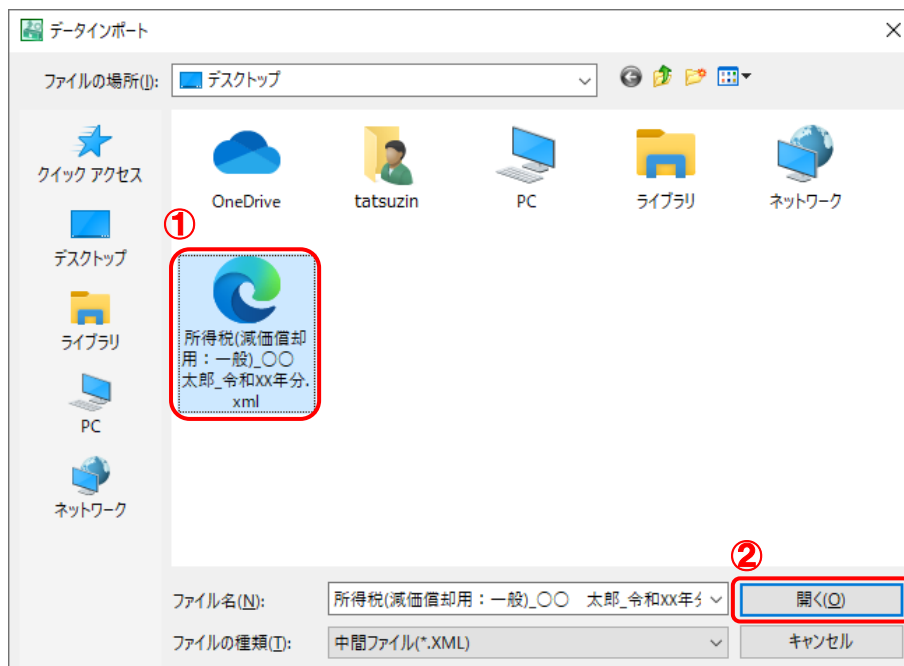 データインポート
ファイルの場所(I):
デスクトップ
クイック アクセス
デスクトップ
ライブラリ
PC
ネットワーク
OneDrive
tatsuzin
PC
ライブラリ
ネットワーク
①
所得税(減価償却
用：一般)_〇〇
太郎_令和XX年分.
xml
②
ファイル名(N):
所得税(減価償却用：一般)_〇〇　太郎_令和XX年分
開く(O)
ファイルの種類(T):
中間ファイル(*.XML)
キャンセル